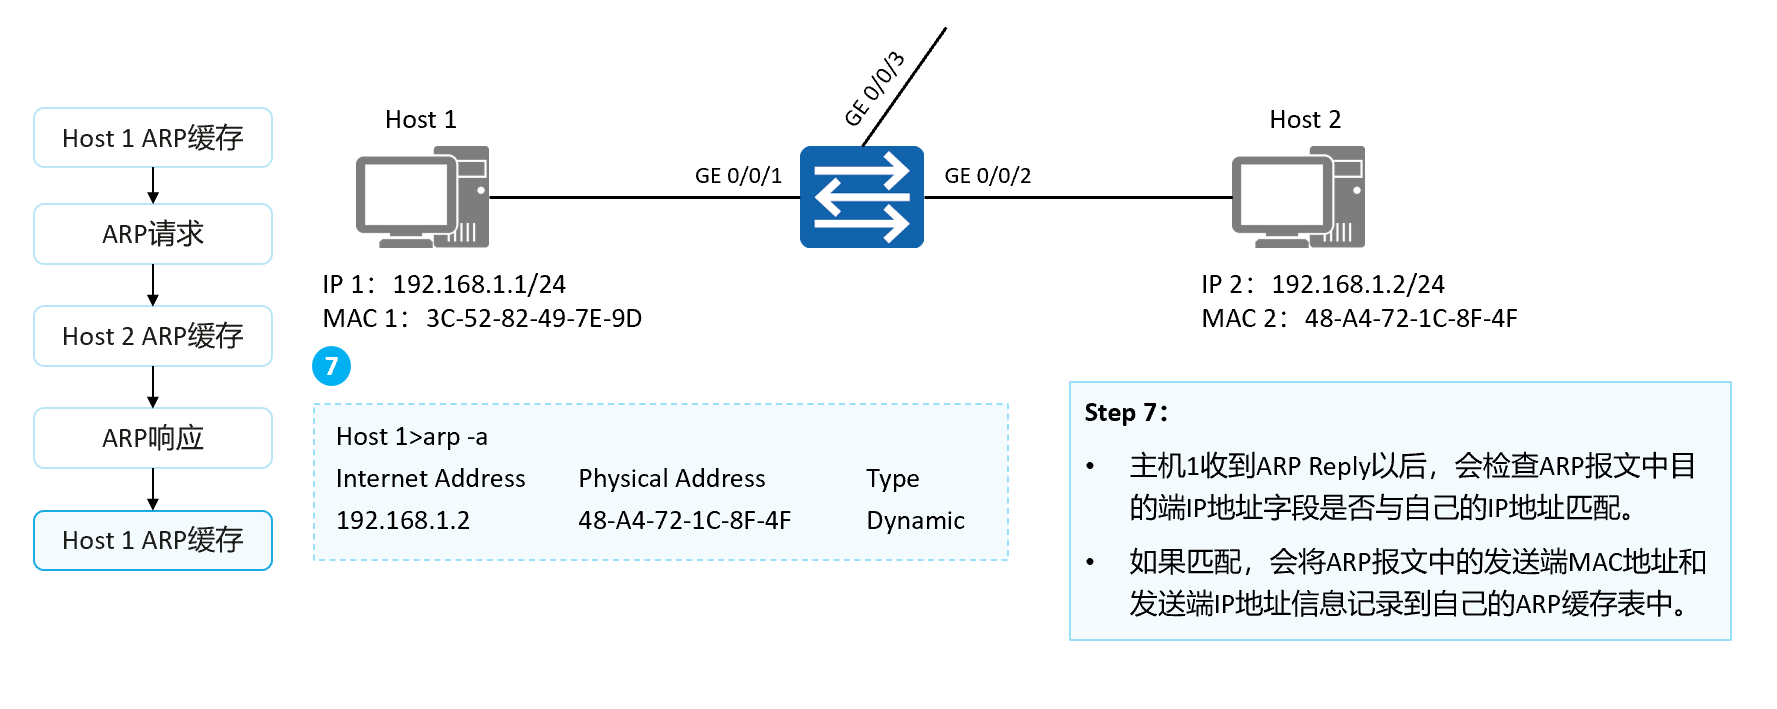 Host 1 ARP缓存
ARP请求
Host 2 ARP缓存
ARP响应
Host 1 ARP缓存
GE 0/0/3
Host 1
Host 2
GE 0/0/1
GE 0/0/2
IP 1：192.168.1.1/24
MAC 1：3C-52-82-49-7E-9D
IP 2：192.168.1.2/24
MAC 2：48-A4-72-1C-8F-4F
7
Host 1>arp -a
Internet Address Physical Address Type
192.168.1.2 48-A4-72-1C-8F-4F Dynamic
Step 7：
• 主机1收到ARP Reply以后，会检查ARP报文中目
的端IP地址字段是否与自己的IP地址匹配。
• 如果匹配，会将ARP报文中的发送端MAC地址和
发送端IP地址信息记录到自己的ARP缓存表中。